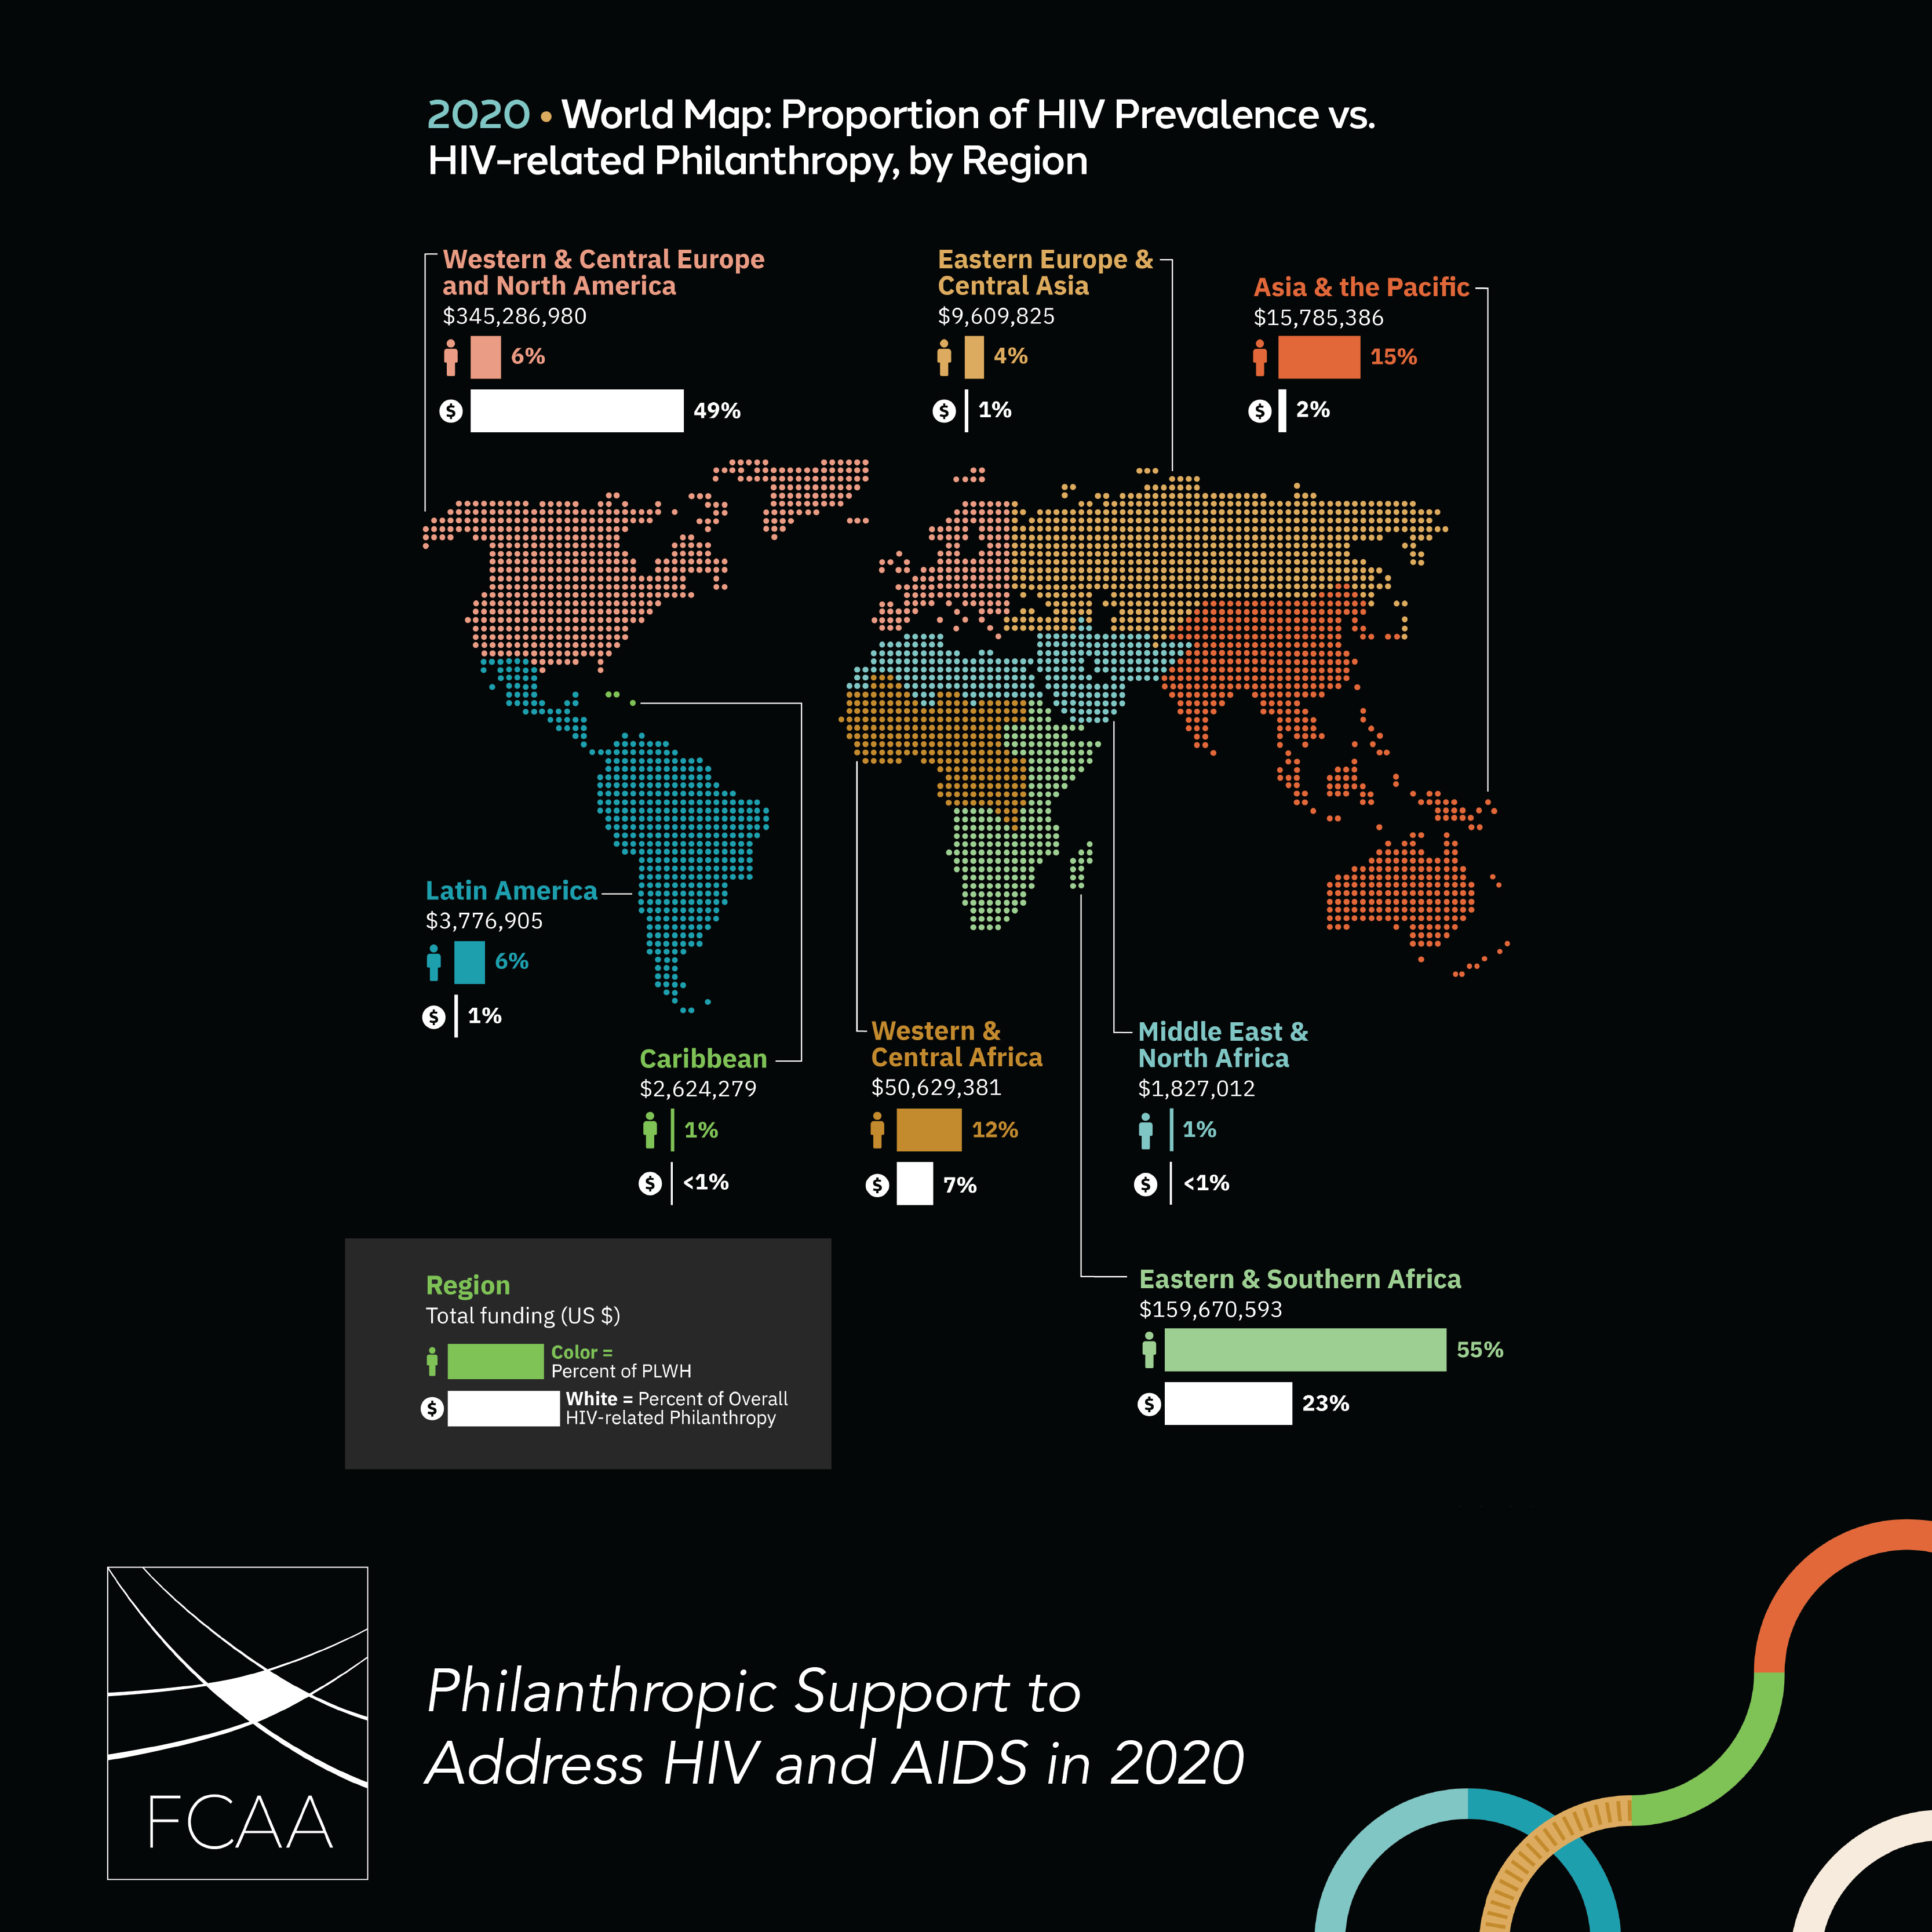 2020 • World Map: Proportion of HIV Prevalence vs.
HIV-related Philanthropy, by Region
Western & Central Europe
and North America
$345,286,980
6%
$
49%
Eastern Europe &
Central Asia
$9,609,825
4%
$
1%
Asia & the Pacific
$15,785,386
15%
$
2%
Latin America
$3,776,905
6%
$
1%
Caribbean
$2,624,279
1%
$
<1%
Western &
Central Africa
$50,629,381
12%
$
7%
Middle East &
North Africa
$1,827,012
1%
$
<1%
Eastern & Southern Africa
$159,670,593
55%
$
23%
Region
Total funding (US $)
Color =
Percent of PLWH
$
White = Percent of Overall
HIV-related Philanthropy
FCAA
Philanthropic Support to
Address HIV and AIDS in 2020